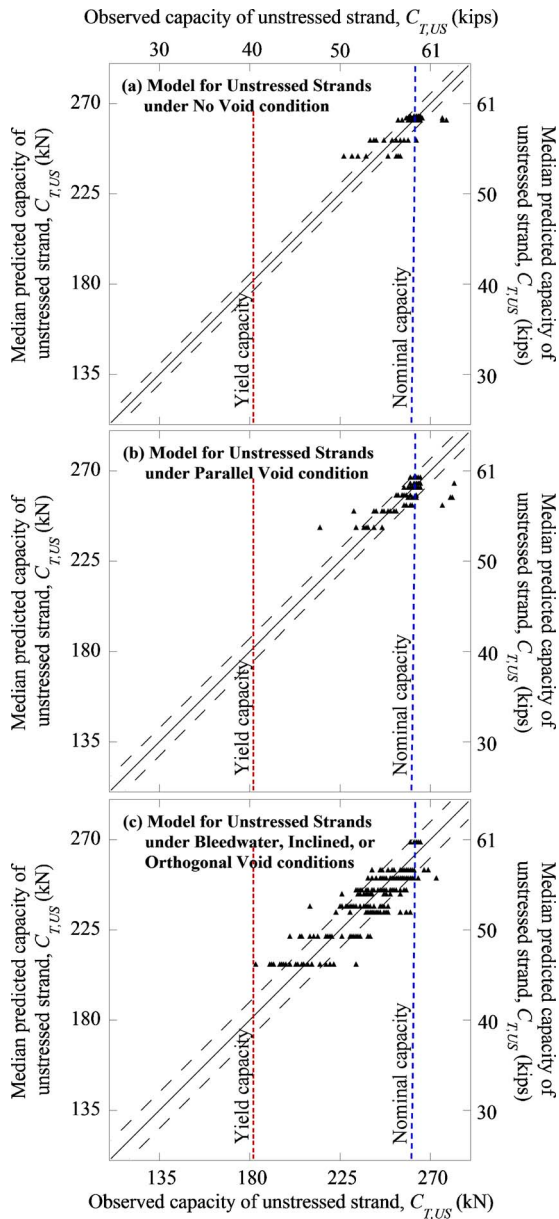 Observed capacity of unstressed strand, C_T,US (kips)
30 40 50 61
(a) Model for Unstressed Strands
under No Void condition
Median predicted capacity of
unstressed strand, C_T,US (kN)
270
225
180
135
Yield capacity
Nominal capacity
61
50
40
30
Median predicted capacity of
unstressed strand, C_T,US (kips)
(b) Model for Unstressed Strands
under Parallel Void condition
Median predicted capacity of
unstressed strand, C_T,US (kN)
270
225
180
135
Yield capacity
Nominal capacity
61
50
40
30
Median predicted capacity of
unstressed strand, C_T,US (kips)
(c) Model for Unstressed Strands
under Bleedwater, Inclined, or
Orthogonal Void conditions
Median predicted capacity of
unstressed strand, C_T,US (kN)
270
225
180
135
Yield capacity
Nominal capacity
61
50
40
30
Median predicted capacity of
unstressed strand, C_T,US (kips)
135 180 225 270
Observed capacity of unstressed strand, C_T,US (kN)